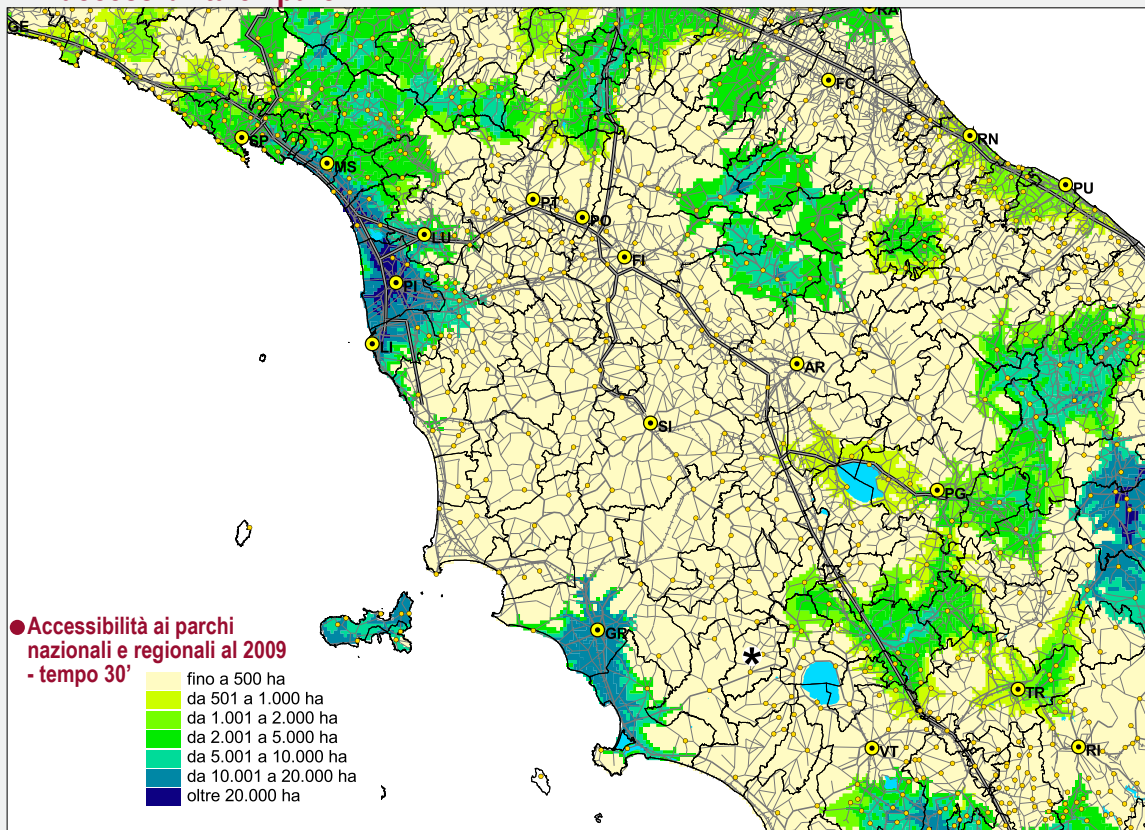 GE
RA
FC
RN
SP
MS
PU
PT
PO
LU
FI
PI
LI
AR
SI
PG
GR
*
TR
VT
RI
Accessibilità ai parchi
nazionali e regionali al 2009
- tempo 30’
fino a 500 ha
da 501 a 1.000 ha
da 1.001 a 2.000 ha
da 2.001 a 5.000 ha
da 5.001 a 10.000 ha
da 10.001 a 20.000 ha
oltre 20.000 ha